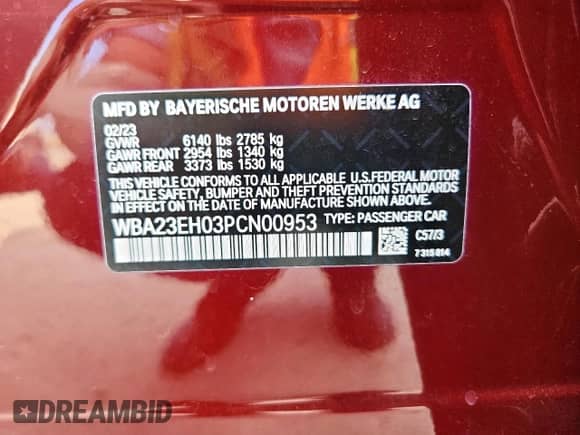 MFD BY BAYERISCHE MOTOREN WERKE AG
02/23
GVWR 6140 lbs 2785 kg
GAWR FRONT 2954 lbs 1340 kg
GAWR REAR 3373 lbs 1530 kg
THIS VEHICLE CONFORMS TO ALL APPLICABLE U.S.FEDERAL MOTOR
VEHICLE SAFETY, BUMPER AND THEFT PREVENTION STANDARDS
IN EFFECT ON THE DATE OF MANUFACTURE SHOWN ABOVE.
WBA23EH03PCN00953 TYPE: PASSENGER CAR
C57/3
7 315 014
DREAMBID